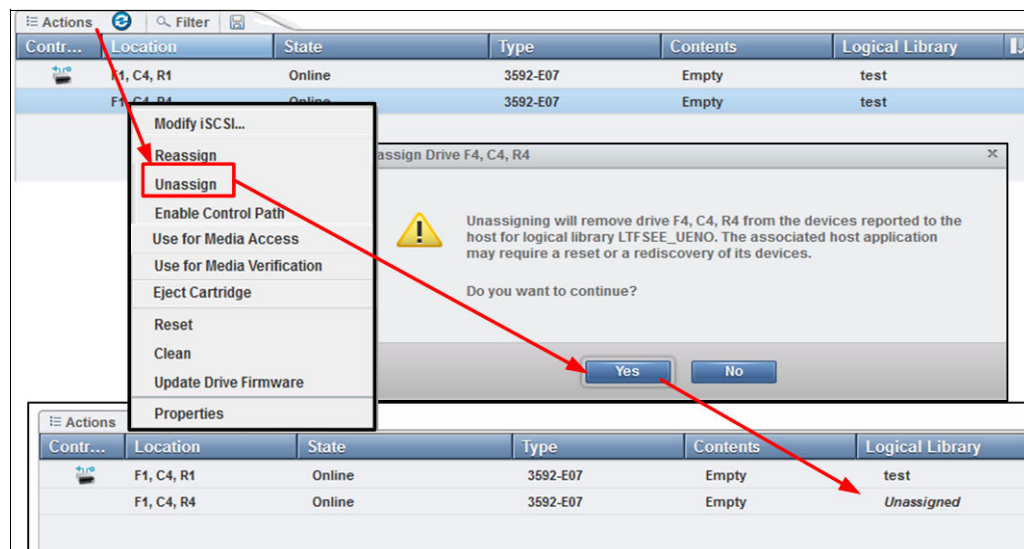 Actions Filter
Contr... Location State Type Contents Logical Library
F1, C4, R1 Online 3592-E07 Empty test
F1, C4, R4 Online 3592-E07 Empty test
Modify iSCSI...
Reassign
Unassign
Enable Control Path
Use for Media Access
Use for Media Verification
Eject Cartridge
Reset
Clean
Update Drive Firmware
Properties
assign Drive F4, C4, R4
Unassigning will remove drive F4, C4, R4 from the devices reported to the
host for logical library LTFSEE_UENO. The associated host application
may require a reset or a rediscovery of its devices.
Do you want to continue?
Yes No
Actions
Contr... Location State Type Contents Logical Library
F1, C4, R1 Online 3592-E07 Empty test
F1, C4, R4 Online 3592-E07 Empty Unassigned